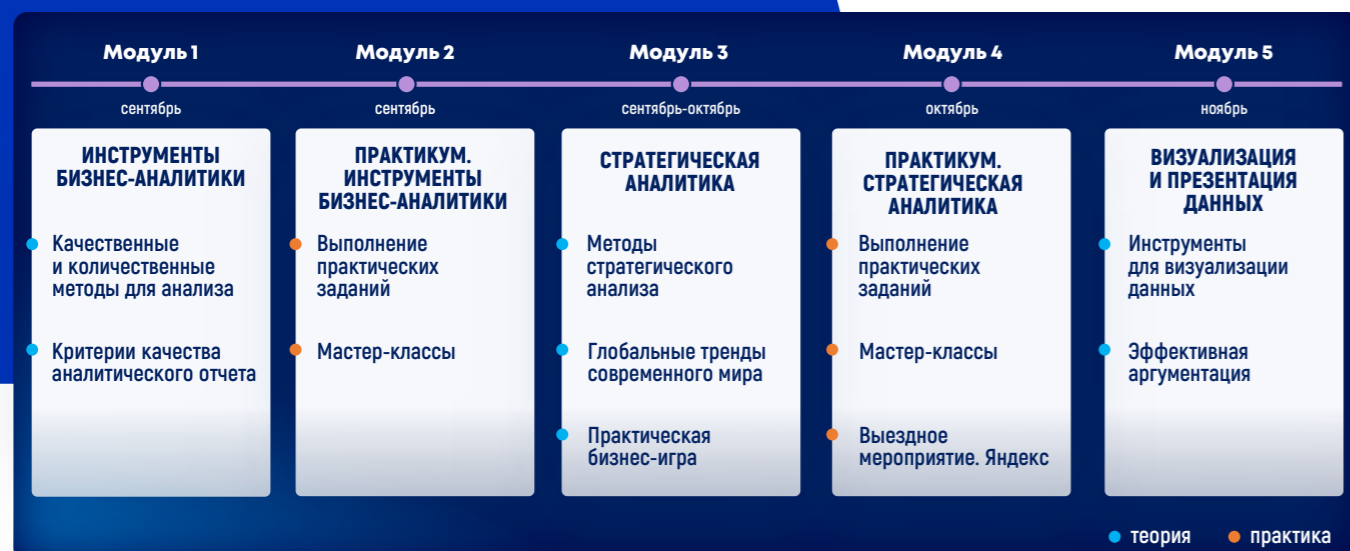 Модуль 1
сентябрь
ИНСТРУМЕНТЫ
БИЗНЕС-АНАЛИТИКИ
Качественные
и количественные
методы для анализа
Критерии качества
аналитического отчета
Модуль 2
сентябрь
ПРАКТИКУМ.
ИНСТРУМЕНТЫ
БИЗНЕС-АНАЛИТИКИ
Выполнение
практических
заданий
Мастер-классы
Модуль 3
сентябрь-октябрь
СТРАТЕГИЧЕСКАЯ
АНАЛИТИКА
Методы
стратегического
анализа
Глобальные тренды
современного мира
Практическая
бизнес-игра
Модуль 4
октябрь
ПРАКТИКУМ.
СТРАТЕГИЧЕСКАЯ
АНАЛИТИКА
Выполнение
практических
заданий
Мастер-классы
Выездное
мероприятие. Яндекс
Модуль 5
ноябрь
ВИЗУАЛИЗАЦИЯ
И ПРЕЗЕНТАЦИЯ
ДАННЫХ
Инструменты
для визуализации
данных
Эффективная
аргументация
теория
практика